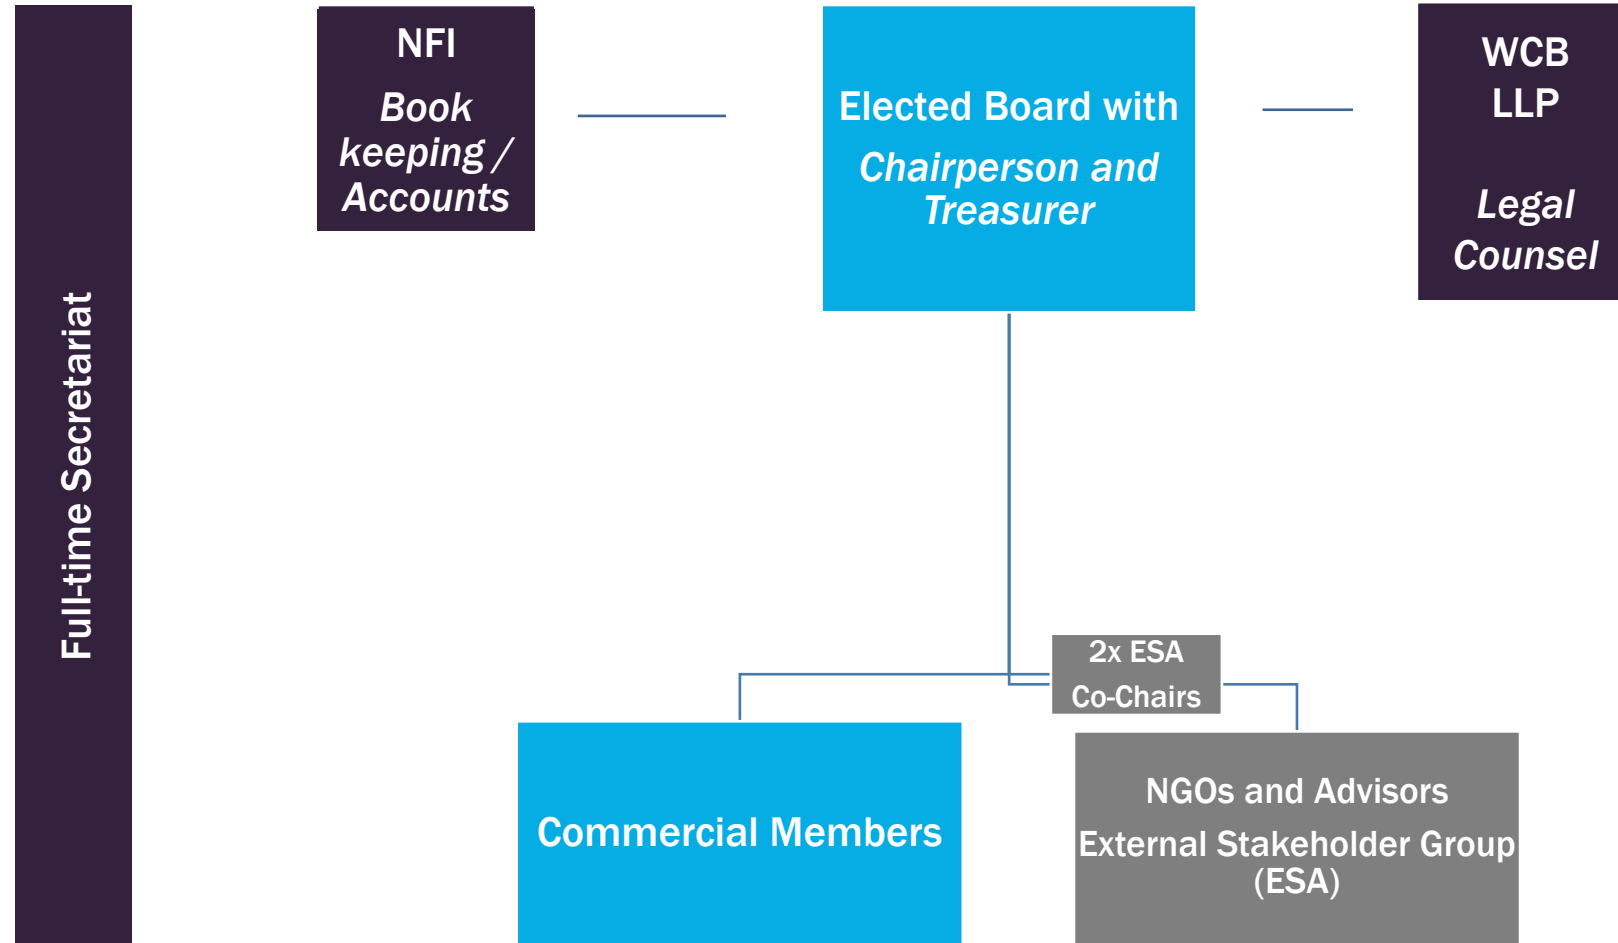 Full-time Secretariat
NFI
Book
keeping /
Accounts
Elected Board with
Chairperson and
Treasurer
WCB
LLP
Legal
Counsel
2x ESA
Co-Chairs
Commercial Members
NGOs and Advisors
External Stakeholder Group
(ESA)